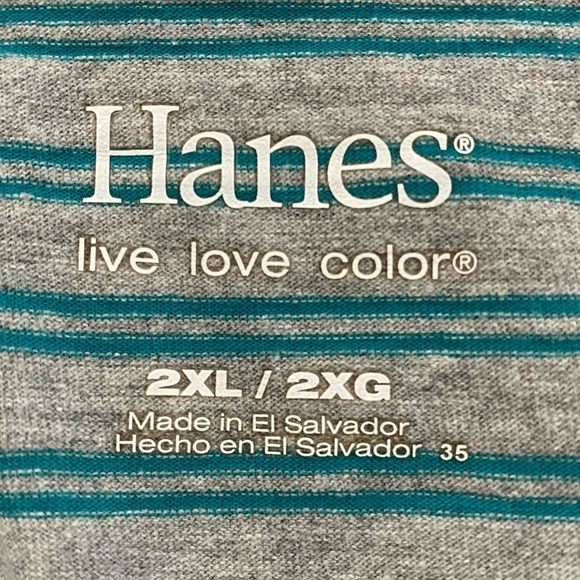 Hanes®
live love color®
2XL / 2XG
Made in El Salvador
Hecho en El Salvador 35